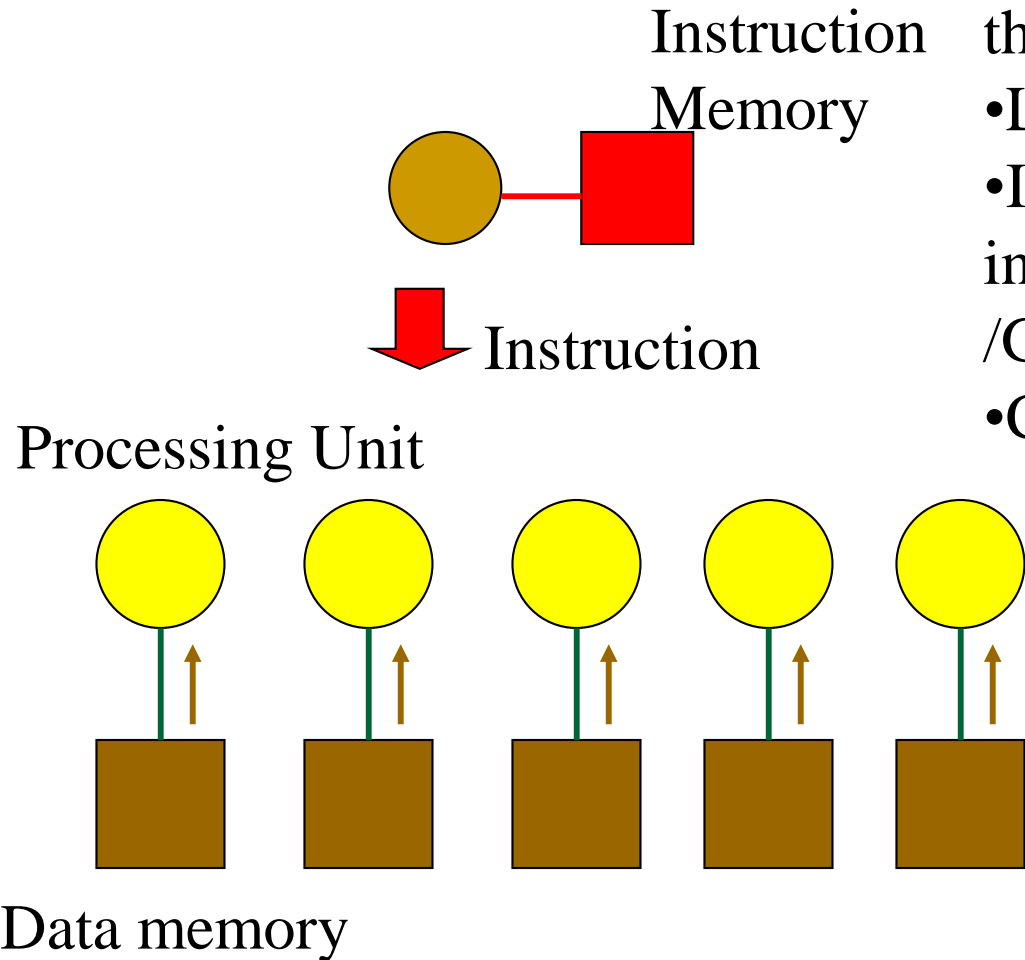 Instruction
Memory
Instruction
Processing Unit
Data memory